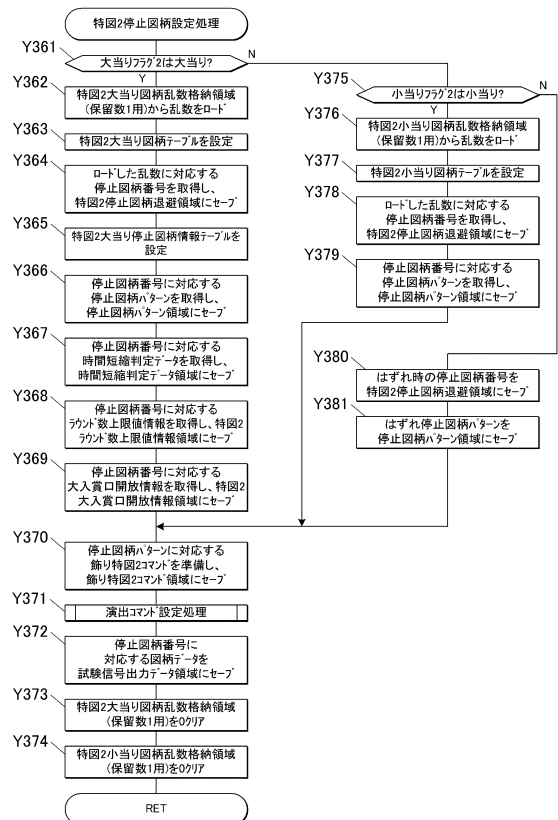 特図2停止図柄設定処理
Y361
大当りフラグ2は大当り?
N
Y
Y362
特図2大当り図柄乱数格納領域
(保留数1用)から乱数をロード
Y363
特図2大当り図柄テーブルを設定
Y364
ロードした乱数に対応する
停止図柄番号を取得し、
特図2停止図柄退避領域にセーブ
Y365
特図2大当り停止図柄情報テーブルを
設定
Y366
停止図柄番号に対応する
停止図柄パターンを取得し、
停止図柄パターン領域にセーブ
Y367
停止図柄番号に対応する
時間短縮判定データを取得し、
時間短縮判定データ領域にセーブ
Y368
停止図柄番号に対応する
ラウンド数上限値情報を取得し、特図2
ラウンド数上限値情報領域にセーブ
Y369
停止図柄番号に対応する
大入賞口開放情報を取得し、特図2
大入賞口開放情報領域にセーブ
Y370
停止図柄パターンに対応する
飾り特図2コマンドを準備し、
飾り特図2コマンド領域にセーブ
Y371
演出コマンド設定処理
Y372
停止図柄番号に
対応する図柄データを
試験信号出力データ領域にセーブ
Y373
特図2大当り図柄乱数格納領域
(保留数1用)を0クリア
Y374
特図2小当り図柄乱数格納領域
(保留数1用)を0クリア
RET
Y375
小当りフラグ2は小当り?
N
Y
Y376
特図2小当り図柄乱数格納領域
(保留数1用)から乱数をロード
Y377
特図2小当り図柄テーブルを設定
Y378
ロードした乱数に対応する
停止図柄番号を取得し、
特図2停止図柄退避領域にセーブ
Y379
停止図柄番号に対応する
停止図柄パターンを取得し、
停止図柄パターン領域にセーブ
Y380
はずれ時の停止図柄番号を
特図2停止図柄退避領域にセーブ
Y381
はずれ停止図柄パターンを
停止図柄パターン領域にセーブ